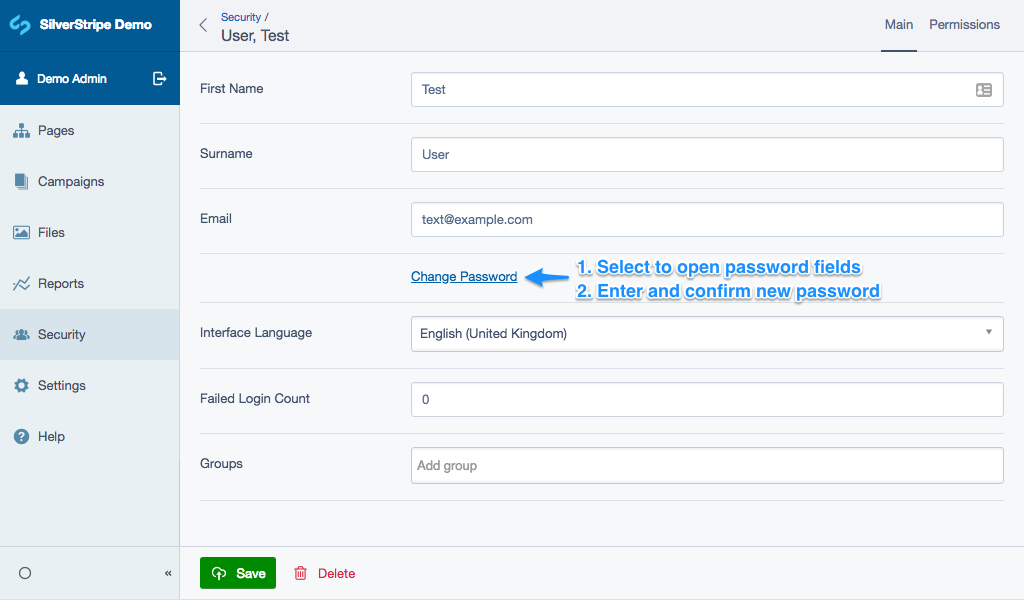 SilverStripe Demo
Demo Admin
Pages
Campaigns
Files
Reports
Security
Settings
Help
«
Security /
User, Test
Main
Permissions
First Name
Test
Surname
User
Email
text@example.com
Change Password
1. Select to open password fields
2. Enter and confirm new password
Interface Language
English (United Kingdom)
Failed Login Count
0
Groups
Add group
Save
Delete